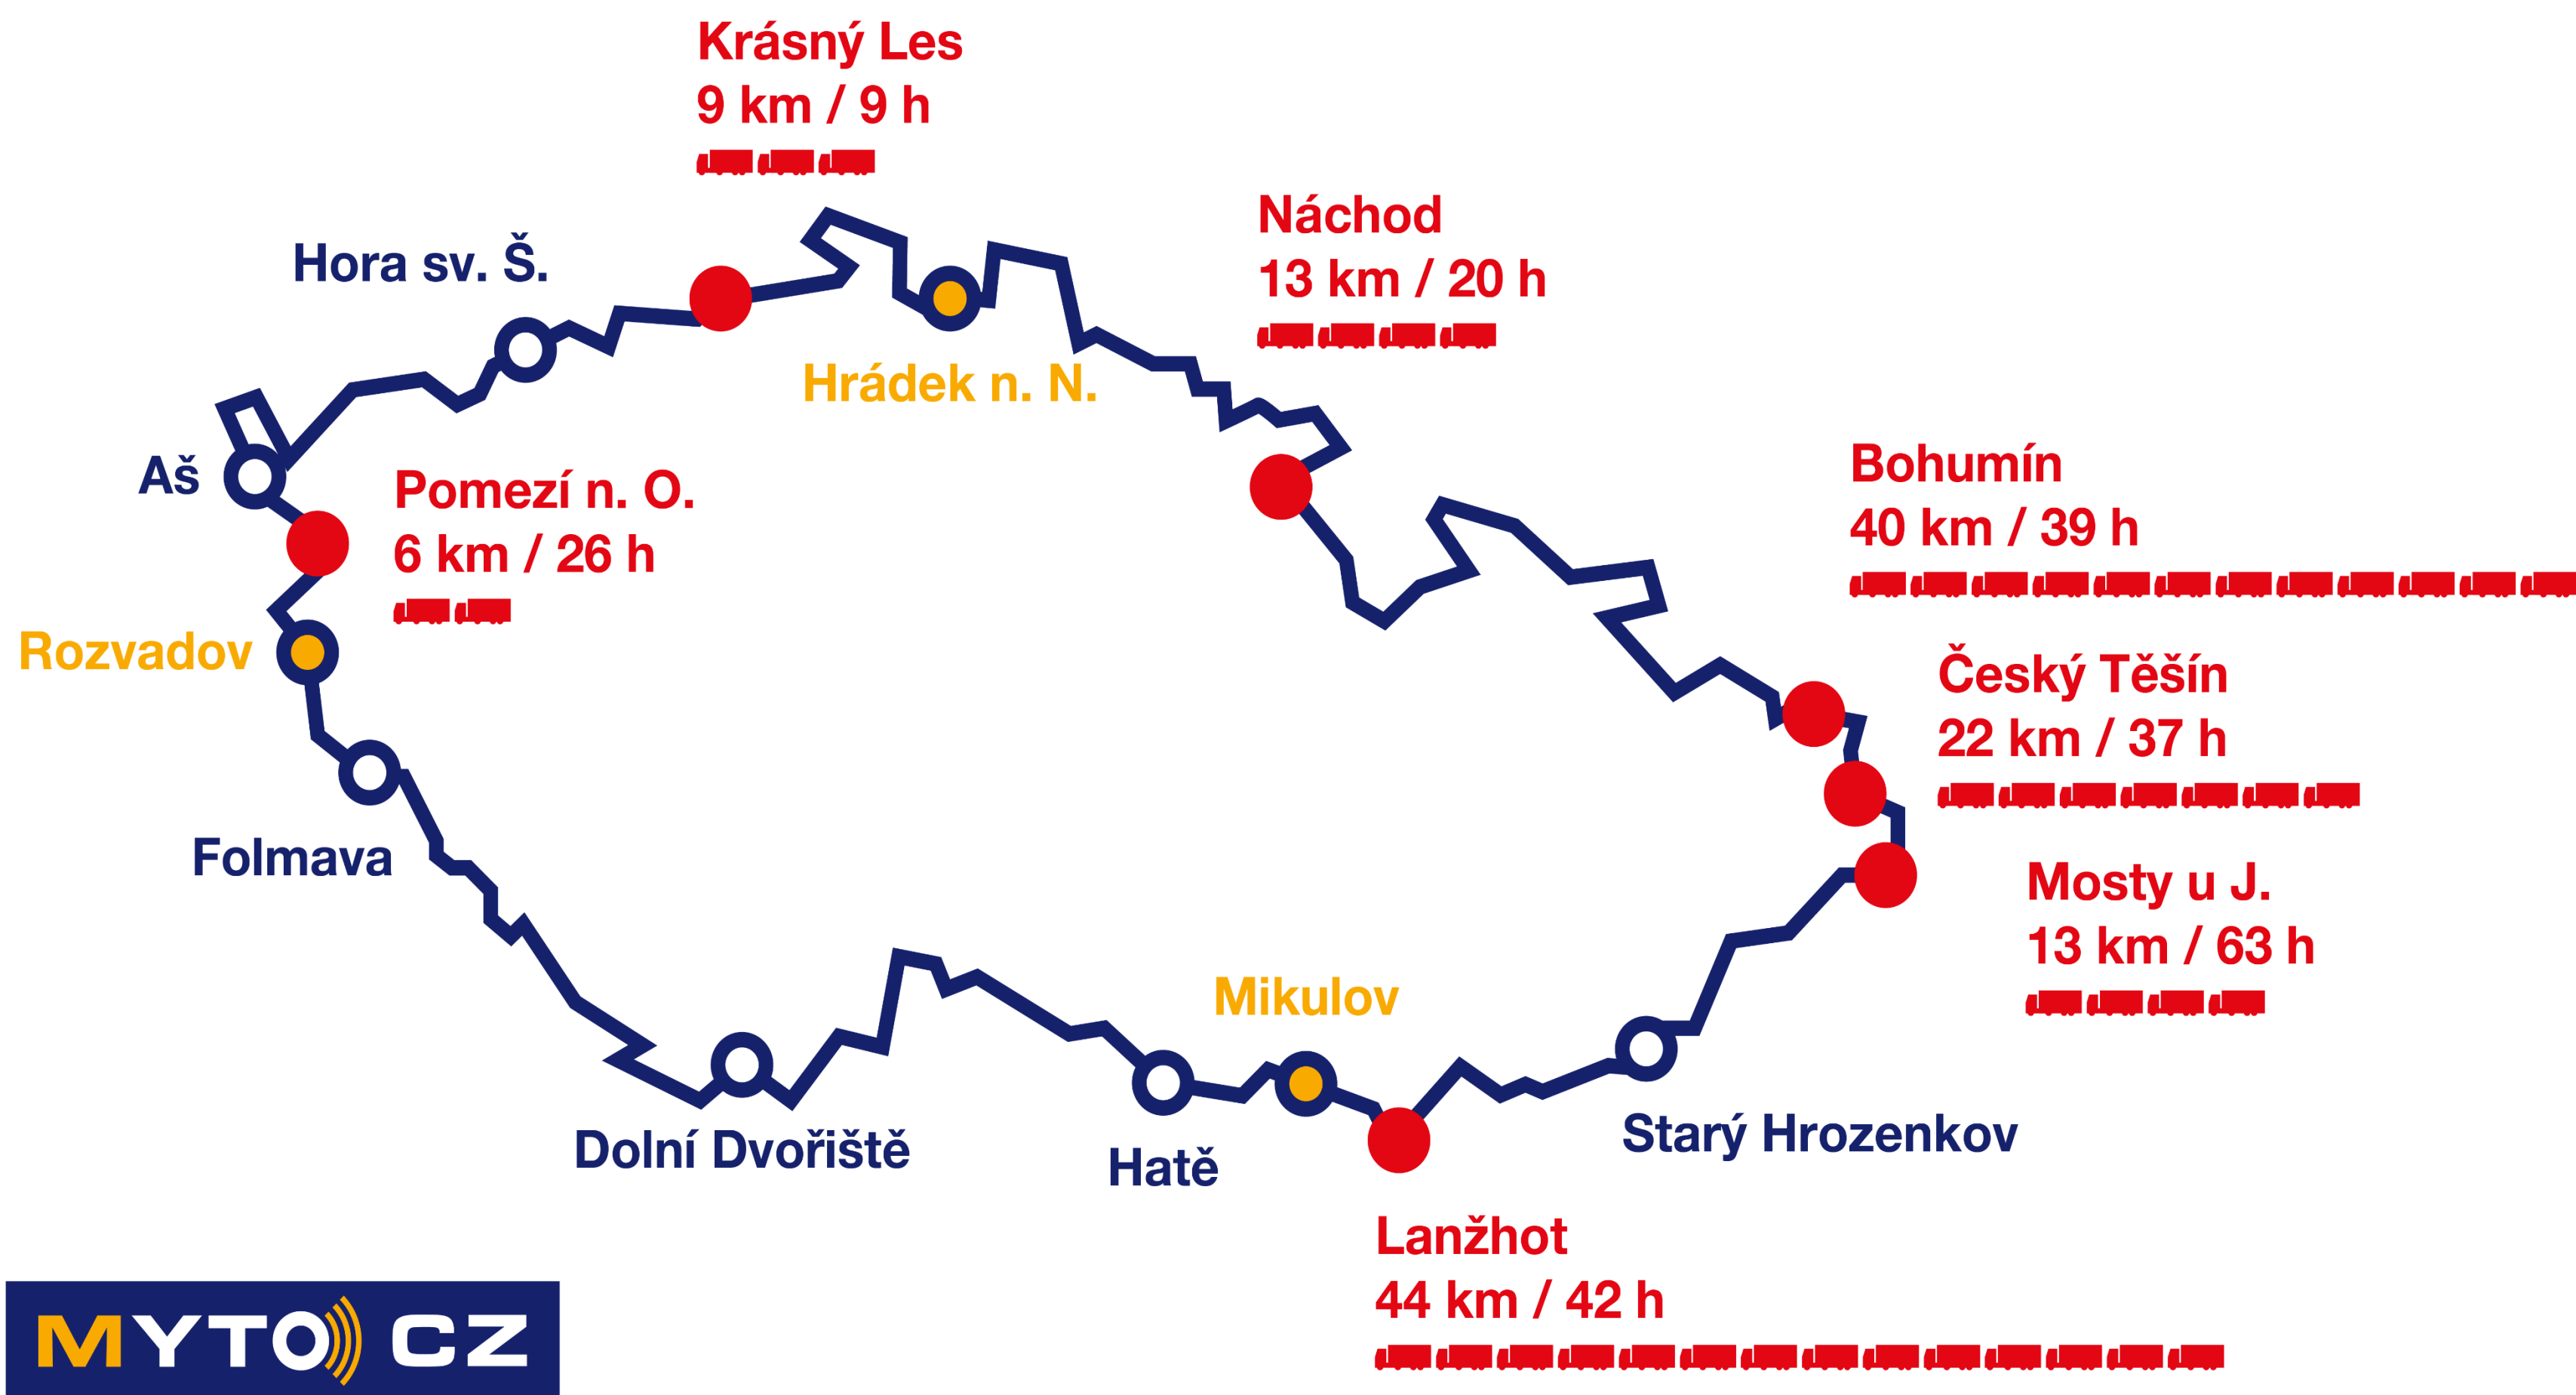 Krásný Les
9 km / 9 h
Náchod
13 km / 20 h
Hora sv. Š.
Hrádek n. N.
Aš
Pomezí n. O.
6 km / 26 h
Bohumín
40 km / 39 h
Rozvadov
Český Těšín
22 km / 37 h
Folmava
Mosty u J.
13 km / 63 h
Mikulov
Dolní Dvořiště
Hatě
Starý Hrozenkov
Lanžhot
44 km / 42 h
MYTO CZ